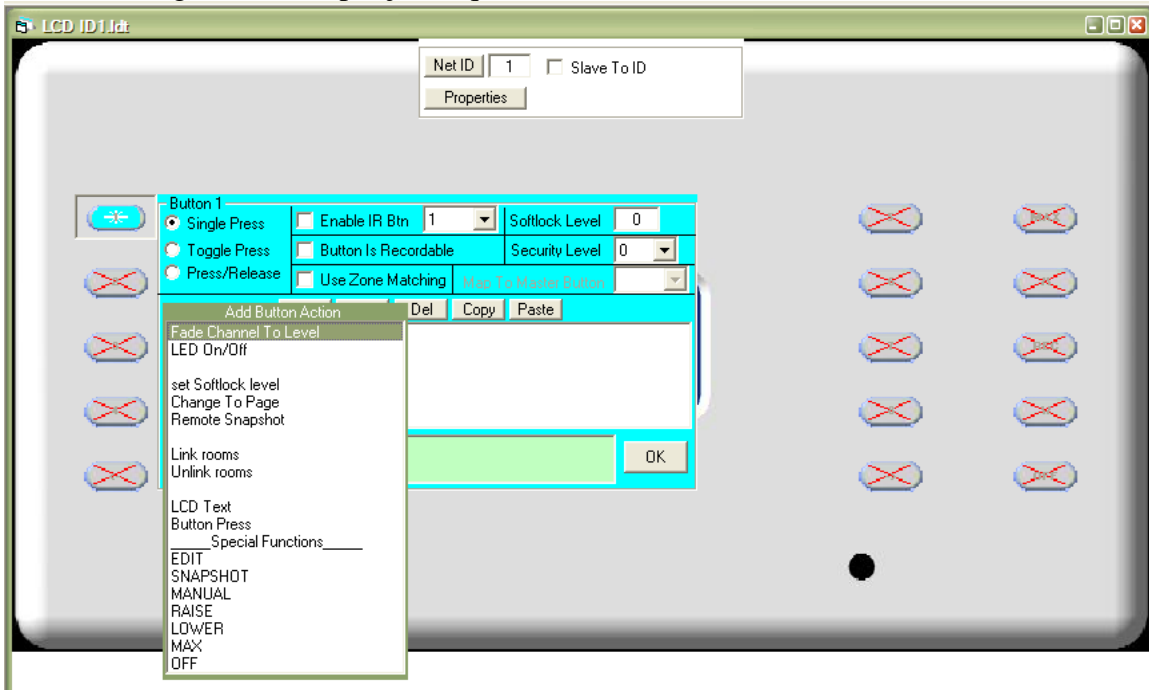 LCD ID1.ldt
Net ID 1 Slave To ID
Properties
Button 1
Single Press Enable IR Btn 1 Softlock Level 0
Toggle Press Button Is Recordable Security Level 0
Press/Release Use Zone Matching Map To Master Button
Del Copy Paste
Add Button Action
Fade Channel To Level
LED On/Off
set Softlock level
Change To Page
Remote Snapshot
Link rooms
Unlink rooms
OK
LCD Text
Button Press
_____Special Functions_____
EDIT
SNAPSHOT
MANUAL
RAISE
LOWER
MAX
OFF